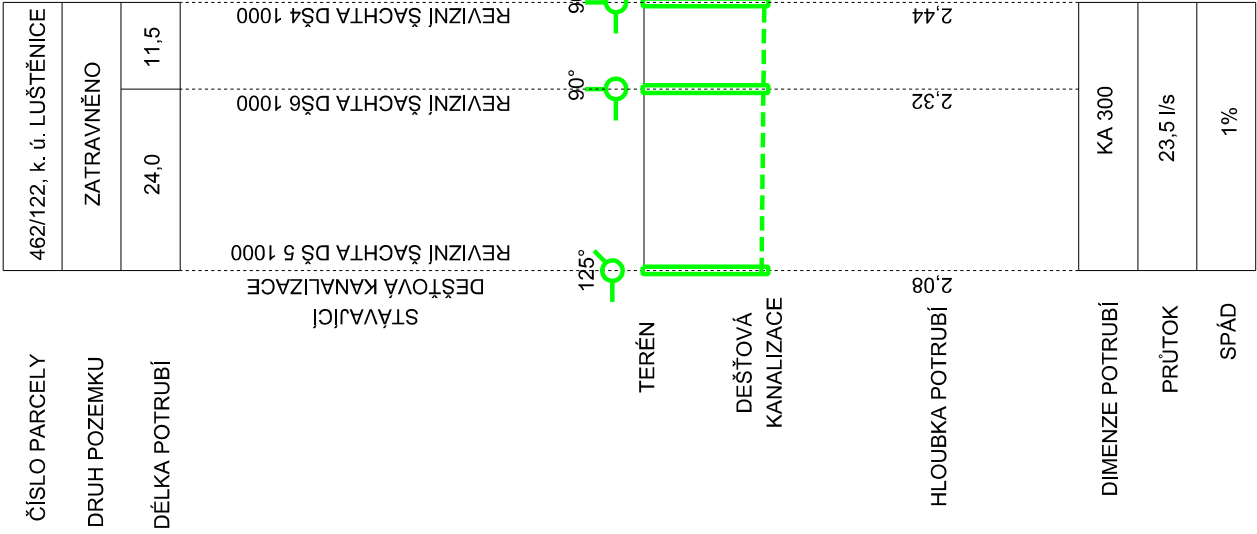 ČÍSLO PARCELY
462/122, k. ú. LUŠTĚNICE
DRUH POZEMKU
ZATRAVNĚNO
DÉLKA POTRUBÍ
24,0
11,5
STÁVAJÍCÍ
DEŠŤOVÁ KANALIZACE
REVIZNÍ ŠACHTA DŠ 5 1000
REVIZNÍ ŠACHTA DŠ6 1000
REVIZNÍ ŠACHTA DŠ4 1000
125°
90°
TERÉN
DEŠŤOVÁ
KANALIZACE
HLOUBKA POTRUBÍ
2,08
2,32
2,44
DIMENZE POTRUBÍ
KA 300
PRŮTOK
23,5 l/s
SPÁD
1%